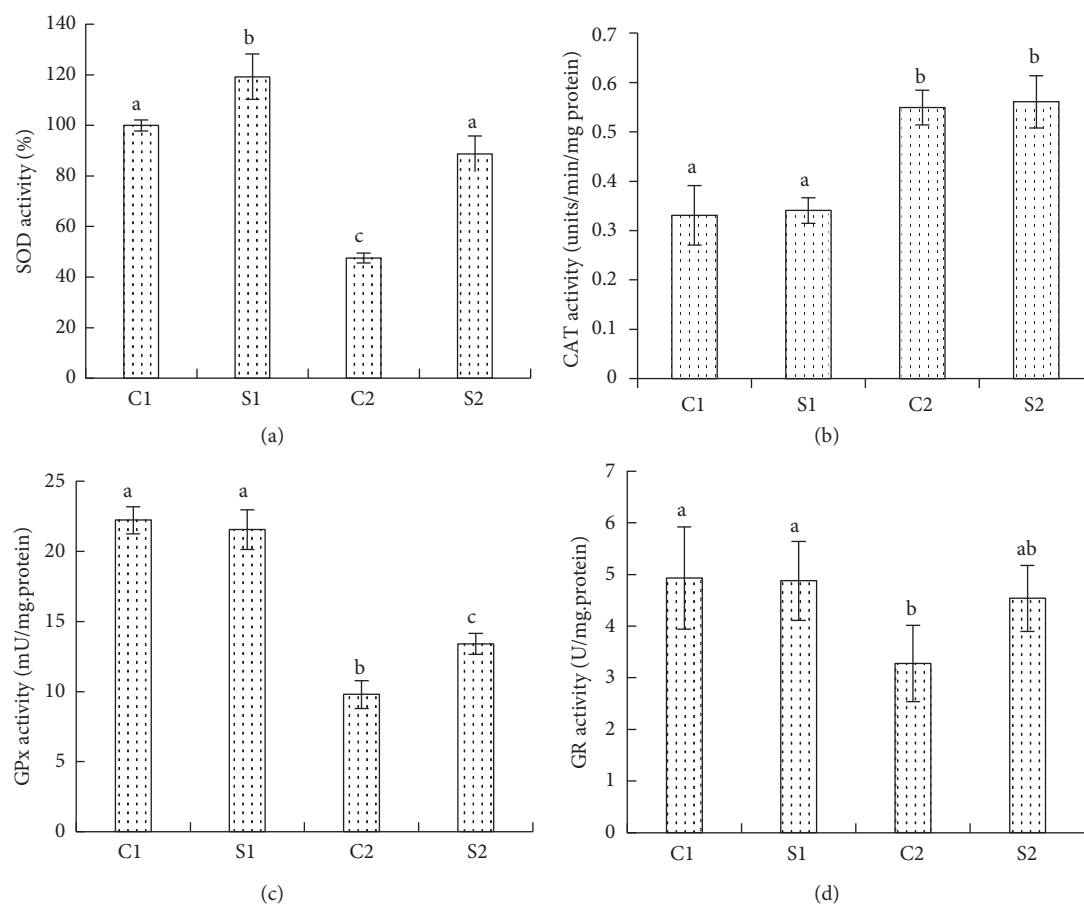 140
120
100
80
60
40
20
0
SOD activity (%)
a
b
c
a
C1 S1 C2 S2
(a)
0.7
0.6
0.5
0.4
0.3
0.2
0.1
0
CAT activity (units/min/mg protein)
a
a
b
b
C1 S1 C2 S2
(b)
25
20
15
10
5
0
GPx activity (mU/mg.protein)
a
a
b
c
C1 S1 C2 S2
(c)
7
6
5
4
3
2
1
0
GR activity (U/mg.protein)
a
a
b
ab
C1 S1 C2 S2
(d)